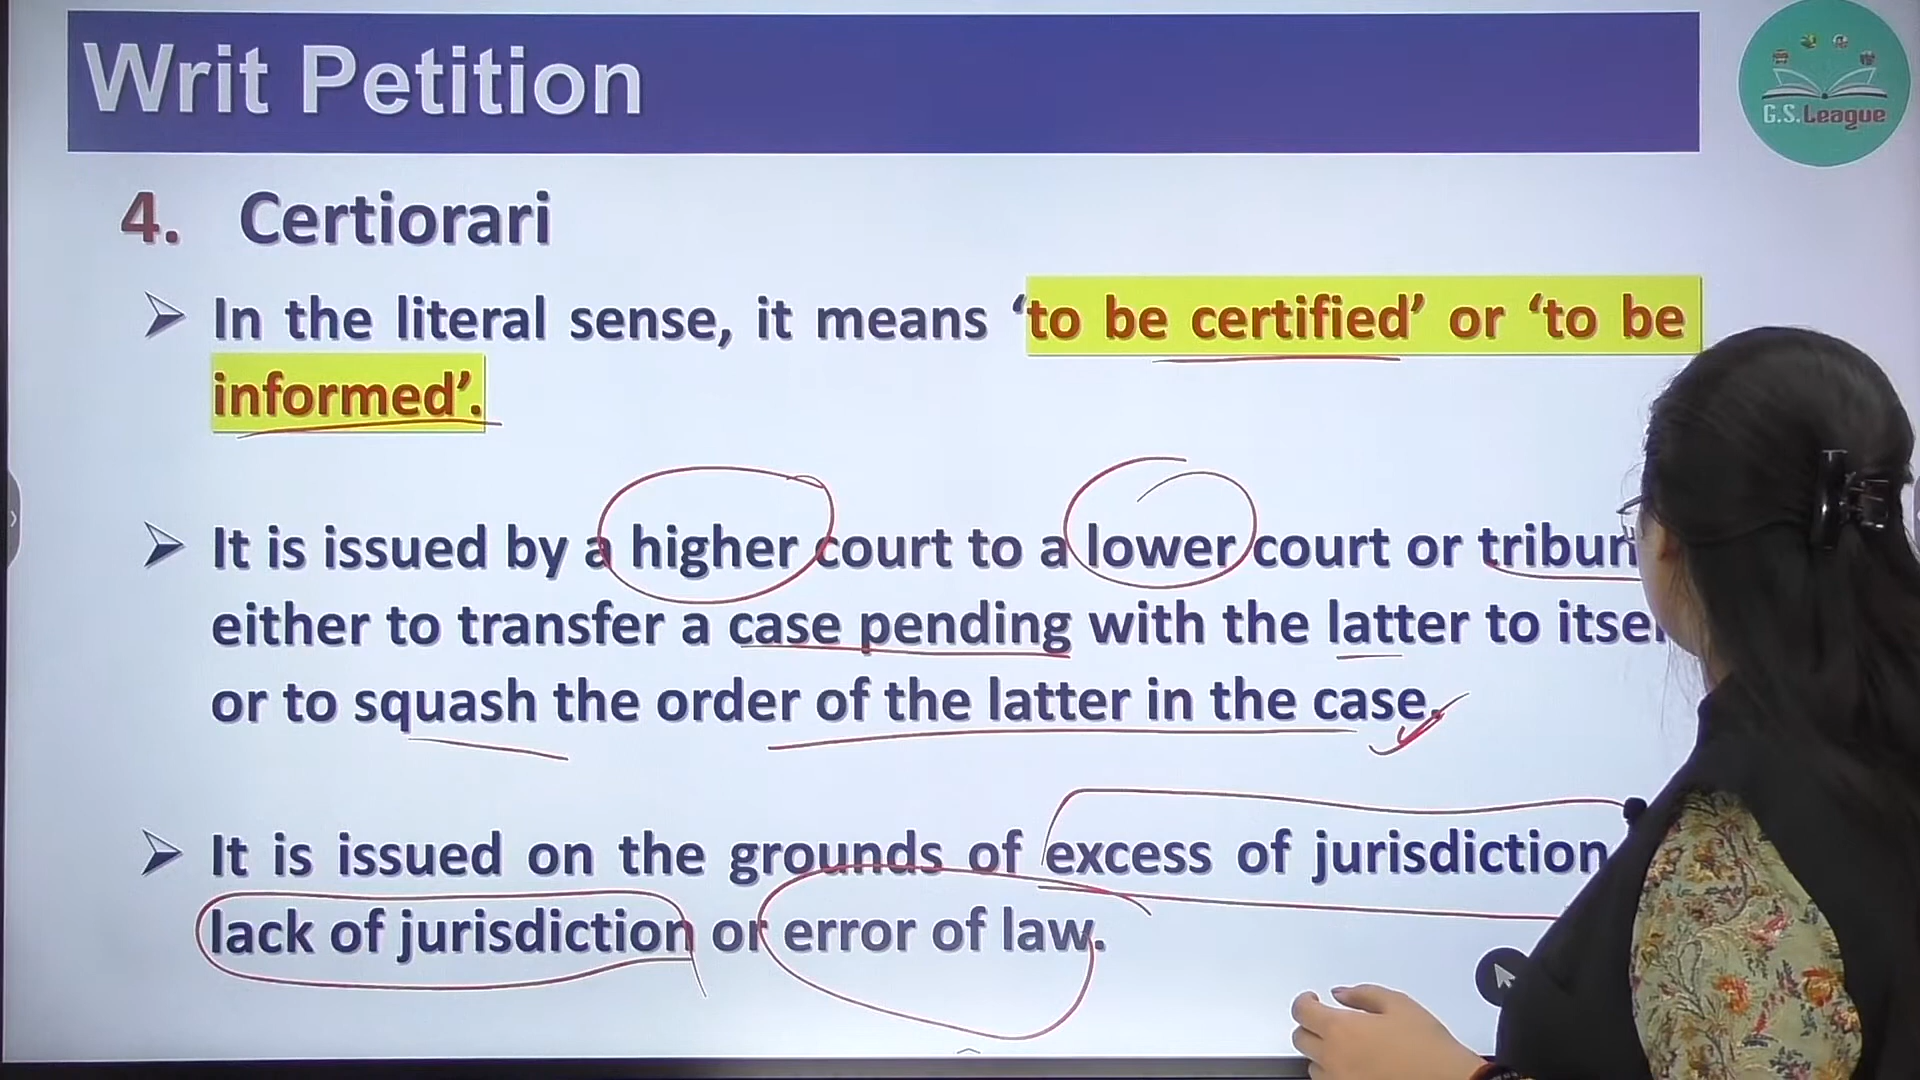 Writ Petition
G.S.League
4. Certiorari
➢ In the literal sense, it means ‘to be certified’ or ‘to be
informed’.
➢ It is issued by a higher court to a lower court or
either to transfer a case pending with the latter to
or to squash the order of the latter in the case.
➢ It is issued on the grounds of excess of jurisdiction
lack of jurisdiction or error of law.